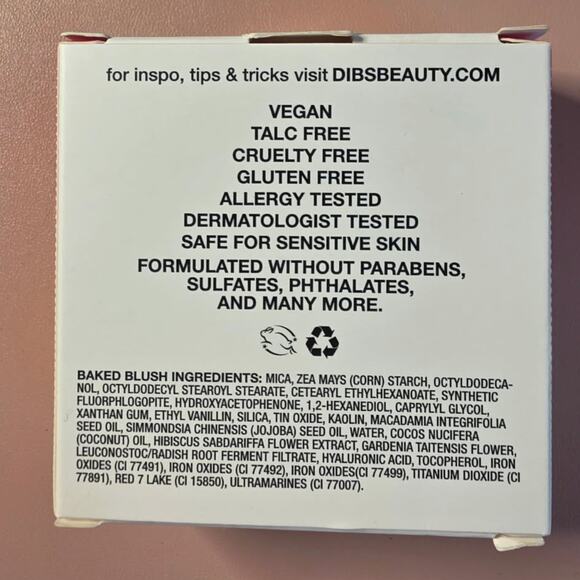 for inspo, tips & tricks visit DIBSBEAUTY.COM
VEGAN
TALC FREE
CRUELTY FREE
GLUTEN FREE
ALLERGY TESTED
DERMATOLOGIST TESTED
SAFE FOR SENSITIVE SKIN
FORMULATED WITHOUT PARABENS,
SULFATES, PHTHALATES,
AND MANY MORE.
BAKED BLUSH INGREDIENTS: MICA, ZEA MAYS (CORN) STARCH, OCTYLDODECA-
NOL, OCTYLDODECYL STEAROYL STEARATE, CETEARYL ETHYLHEXANOATE, SYNTHETIC
FLUORPHLOGOPITE, HYDROXYACETOPHENONE, 1,2-HEXANEDIOL, CAPRYLYL GLYCOL,
XANTHAN GUM, ETHYL VANILLIN, SILICA, TIN OXIDE, KAOLIN, MACADAMIA INTEGRIFOLIA
SEED OIL, SIMMONDSIA CHINENSIS (JOJOBA) SEED OIL, WATER, COCOS NUCIFERA
(COCONUT) OIL, HIBISCUS SABDARIFFA FLOWER EXTRACT, GARDENIA TAITENSIS FLOWER,
LEUCONOSTOC/RADISH ROOT FERMENT FILTRATE, HYALURONIC ACID, TOCOPHEROL, IRON
OXIDES (CI 77491), IRON OXIDES (CI 77492), IRON OXIDES(CI 77499), TITANIUM DIOXIDE (CI
77891), RED 7 LAKE (CI 15850), ULTRAMARINES (CI 77007).